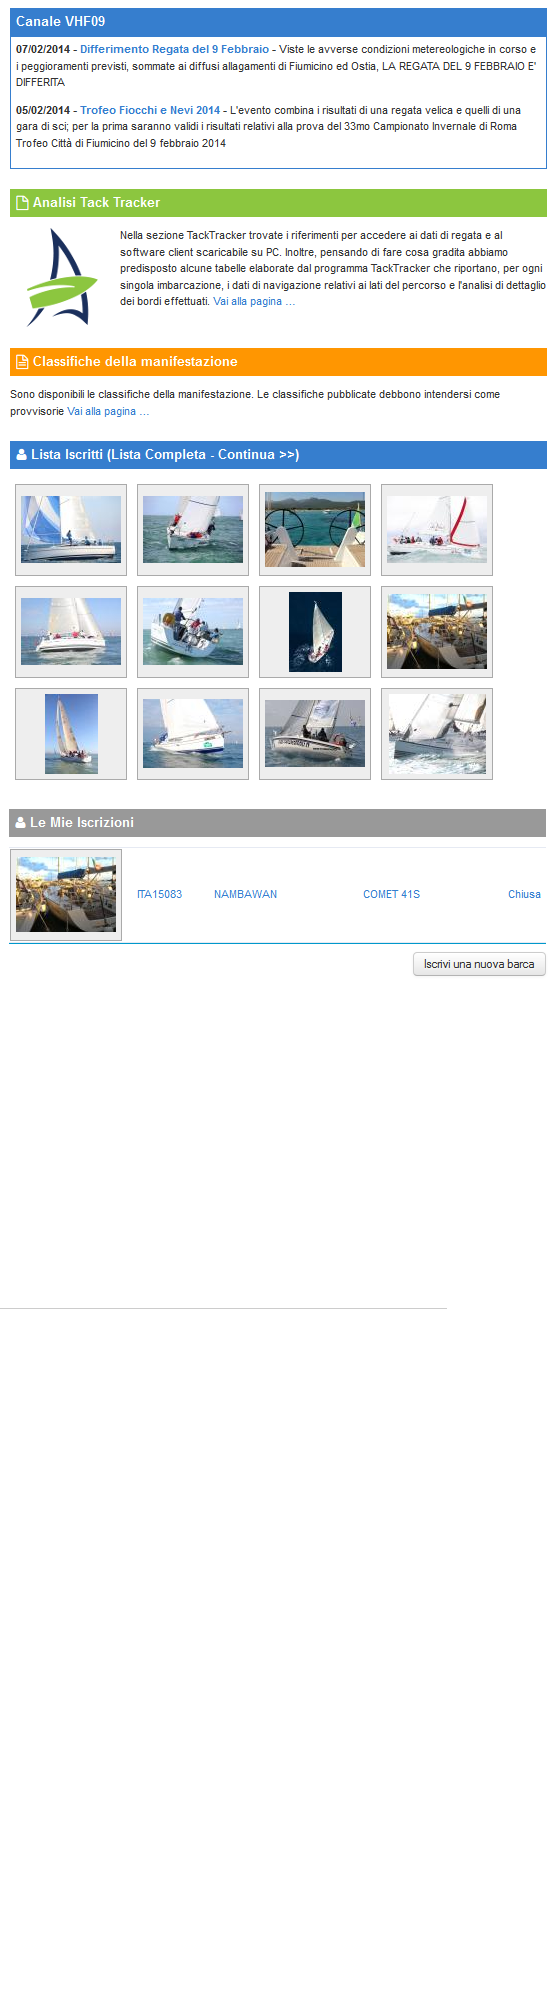 Canale VHF09
07/02/2014 - Differimento Regata del 9 Febbraio - Viste le avverse condizioni metereologiche in corso e
i peggioramenti previsti, sommate ai diffusi allagamenti di Fiumicino ed Ostia, LA REGATA DEL 9 FEBBRAIO E'
DIFFERITA
05/02/2014 - Trofeo Fiocchi e Nevi 2014 - L'evento combina i risultati di una regata velica e quelli di una
gara di sci; per la prima saranno validi i risultati relativi alla prova del 33mo Campionato Invernale di Roma
Trofeo Città di Fiumicino del 9 febbraio 2014
Analisi Tack Tracker
Nella sezione TackTracker trovate i riferimenti per accedere ai dati di regata e al
software client scaricabile su PC. Inoltre, pensando di fare cosa gradita abbiamo
predisposto alcune tabelle elaborate dal programma TackTracker che riportano, per ogni
singola imbarcazione, i dati di navigazione relativi ai lati del percorso e l'analisi di dettaglio
dei bordi effettuati. Vai alla pagina ...
Classifiche della manifestazione
Sono disponibili le classifiche della manifestazione. Le classifiche pubblicate debbono intendersi come
provvisorie Vai alla pagina ...
Lista Iscritti (Lista Completa - Continua >>)
Le Mie Iscrizioni
ITA15083 NAMBAWAN COMET 41S Chiusa
Iscrivi una nuova barca